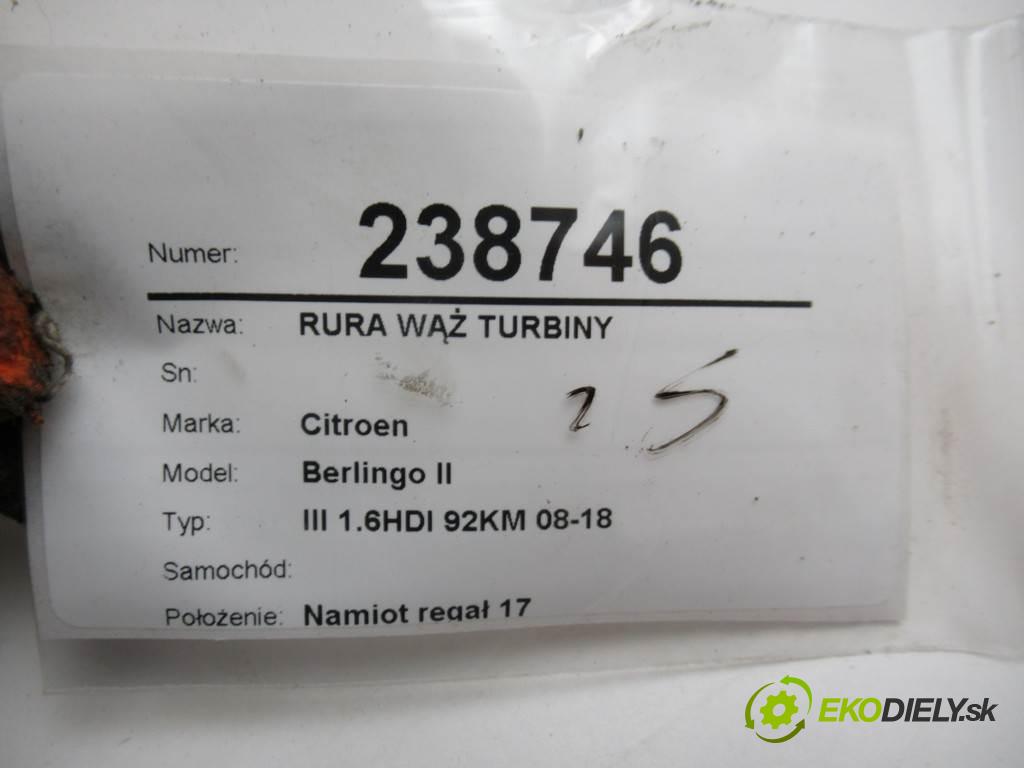 Numer: 238746
Nazwa: RURA WĄŻ TURBINY
Sn:
Marka: Citroen
25
Model: Berlingo II
Typ: III 1.6HDI 92KM 08-18
Samochód:
Położenie: Namiot regał 17
EKODIELY.sk